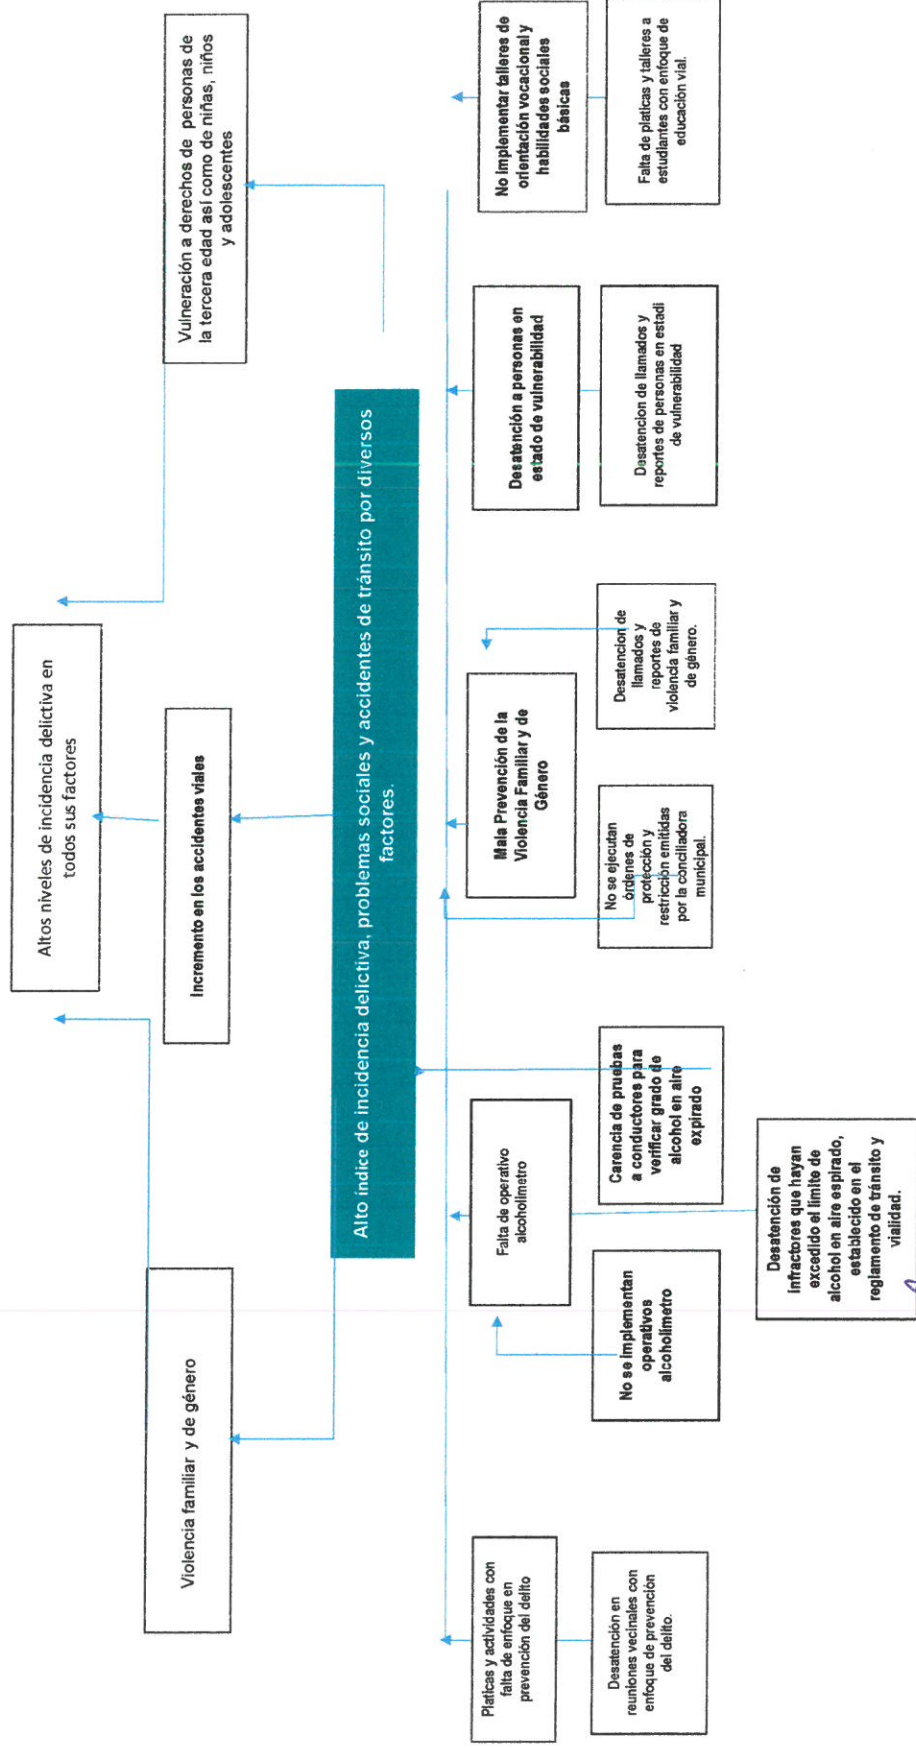 Altos niveles de incidencia delictiva en
todos sus factores
Violencia familiar y de género
Incremento en los accidentes viales
Vulneración a derechos de personas de
la tercera edad así como de niñas, niños
y adolescentes
Alto índice de incidencia delictiva, problemas sociales y accidentes de tránsito por diversos
factores.
Platicas y actividades con
falta de enfoque en
prevención del delito
Falta de operativo
alcoholímetro
Mala Prevención de la
Violencia Familiar y de
Género
Desatención a personas en
estado de vulnerabilidad
No implementar talleres de
orientación vocacional y
habilidades sociales
básicas
Desatención en
reuniones vecinales con
enfoque de prevención
del delito.
No se implementan
operativos
alcoholímetro
Carencia de pruebas
a conductores para
verificar grado de
alcohol en aire
expirado
No se ejecutan
órdenes de
protección y
restricción emitidas
por la conciliadora
municipal.
Desatencion de
llamados y
reportes de
violencia familiar y
de género.
Desatencion de llamados y
reportes de personas en estadi
de vulnerabilidad
Falta de platicas y talleres a
estudiantes con enfoque de
educación vial.
Desatención de
infractores que hayan
excedido el limite de
alcohol en aire espirado,
establecido en el
reglamento de tránsito y
vialidad.